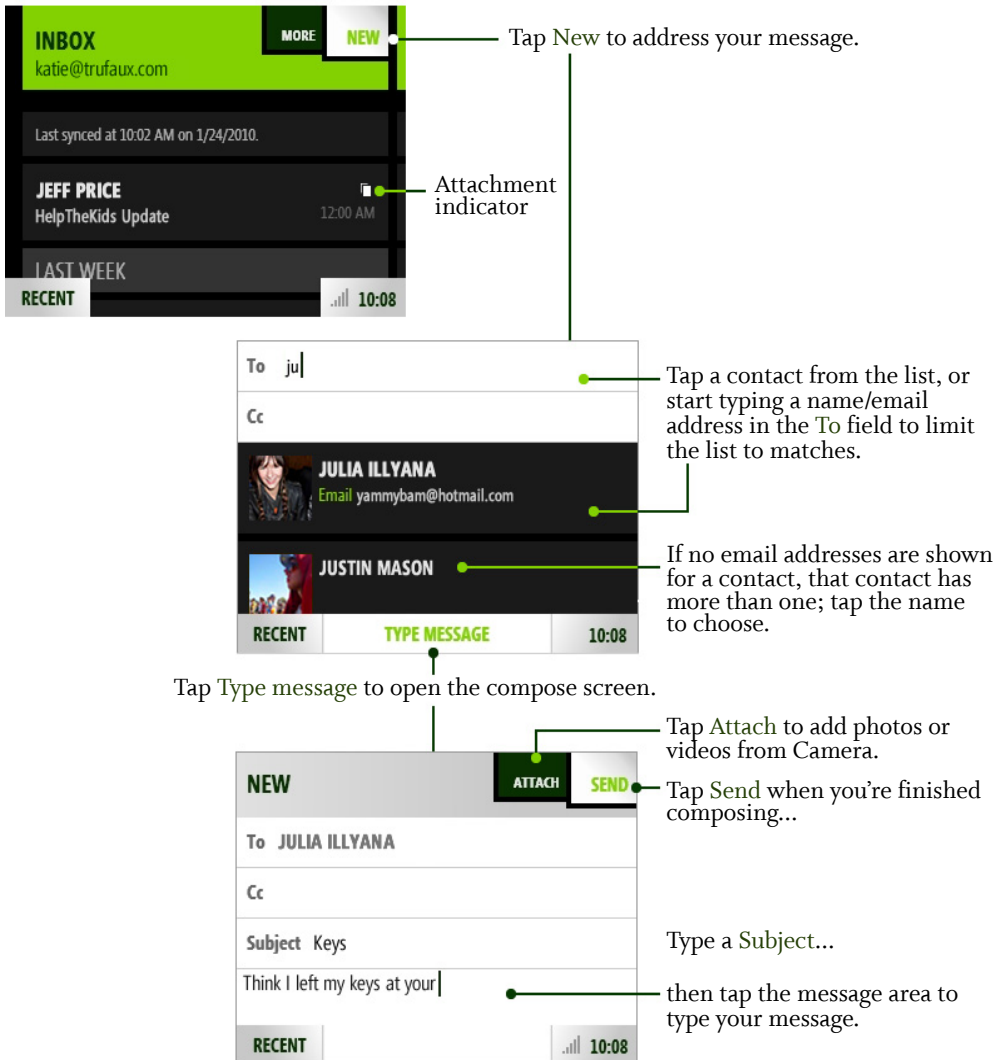 INBOX
MORE
NEW
katie@trufaux.com
Tap New to address your message.
Last synced at 10:02 AM on 1/24/2010.
JEFF PRICE
HelpTheKids Update
12:00 AM
Attachment
indicator
LAST WEEK
RECENT
10:08
To ju
Cc
JULIA ILLYANA
Email yammybam@hotmail.com
JUSTIN MASON
RECENT
TYPE MESSAGE
10:08
Tap a contact from the list, or
start typing a name/email
address in the To field to limit
the list to matches.
If no email addresses are shown
for a contact, that contact has
more than one; tap the name
to choose.
Tap Type message to open the compose screen.
NEW
ATTACH
SEND
Tap Attach to add photos or
videos from Camera.
Tap Send when you're finished
composing...
To JULIA ILLYANA
Cc
Subject Keys
Type a Subject...
Think I left my keys at your
then tap the message area to
type your message.
RECENT
10:08